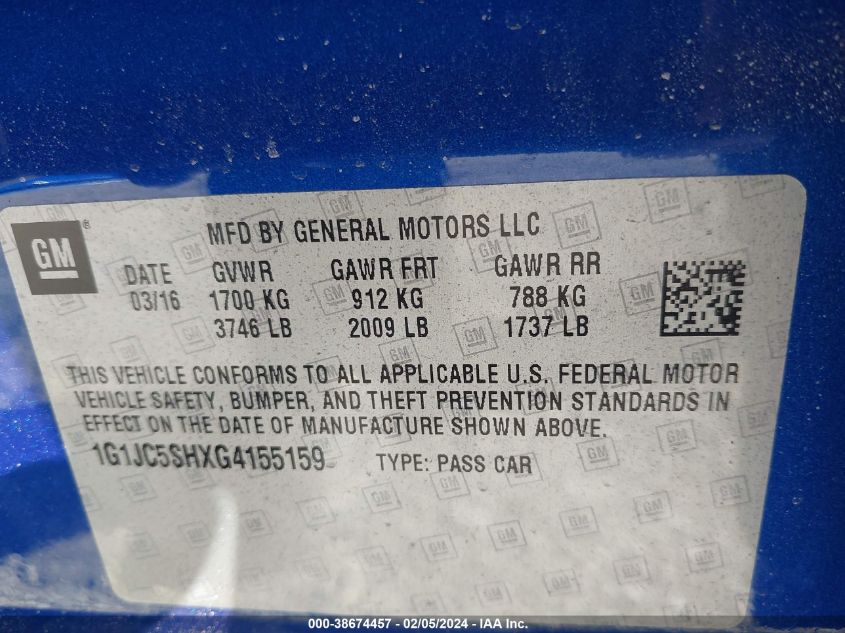 GM ®
MFD BY GENERAL MOTORS LLC
DATE GVWR GAWR FRT GAWR RR
03/16 1700 KG 912 KG 788 KG
3746 LB 2009 LB 1737 LB
THIS VEHICLE CONFORMS TO ALL APPLICABLE U.S. FEDERAL MOTOR
VEHICLE SAFETY, BUMPER, AND THEFT PREVENTION STANDARDS IN
EFFECT ON THE DATE OF MANUFACTURE SHOWN ABOVE.
1G1JC5SHXG4155159 TYPE: PASS CAR
000-38674457 - 02/05/2024 - IAA Inc.